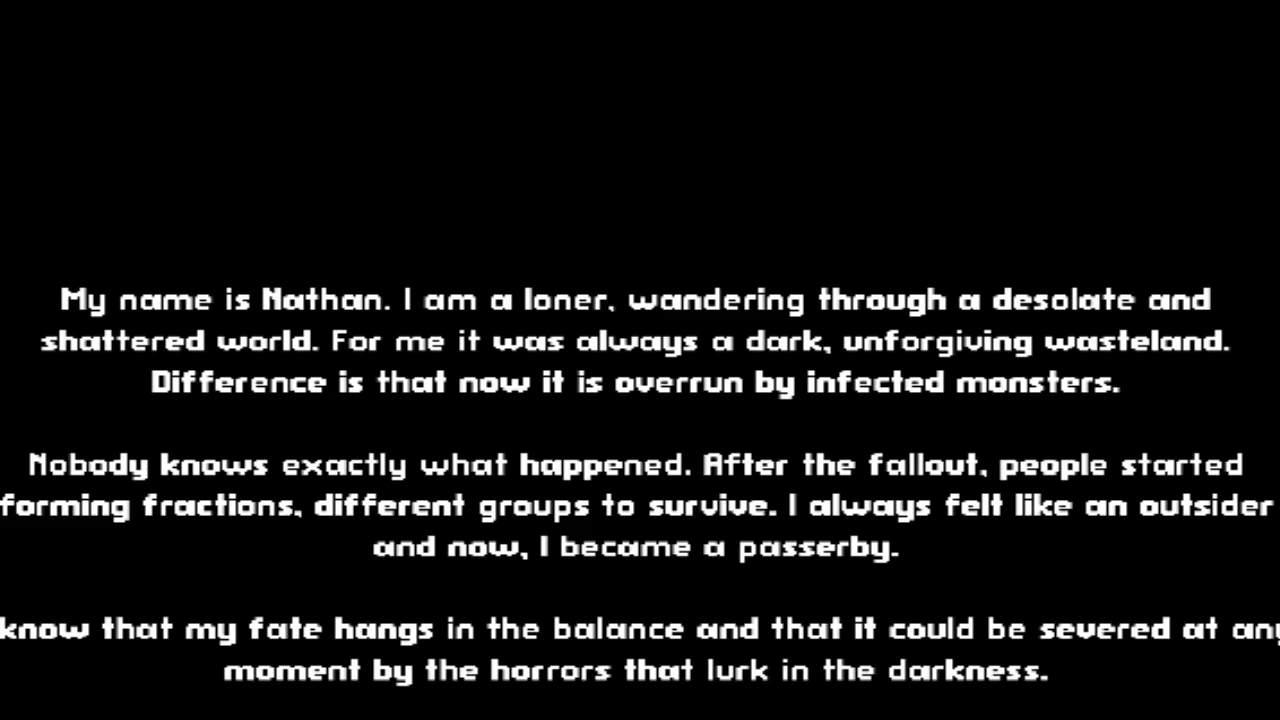 My name is Nathan. I am a loner, wandering through a desolate and
shattered world. For me it was always a dark, unforgiving wasteland.
Difference is that now it is overrun by infected monsters.
Nobody knows exactly what happened. After the fallout, people started
forming fractions, different groups to survive. I always felt like an outsider
and now, I became a passerby.
know that my fate hangs in the balance and that it could be severed at any
moment by the horrors that lurk in the darkness.